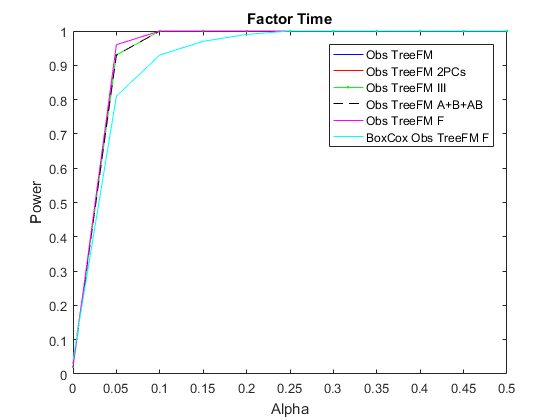 Factor Time
1
0.9
0.8
0.7
0.6
0.5
0.4
0.3
0.2
0.1
0
Power
Obs TreeFM
Obs TreeFM 2PCs
Obs TreeFM III
Obs TreeFM A+B+AB
Obs TreeFM F
BoxCox Obs TreeFM F
0 0.05 0.1 0.15 0.2 0.25 0.3 0.35 0.4 0.45 0.5
Alpha